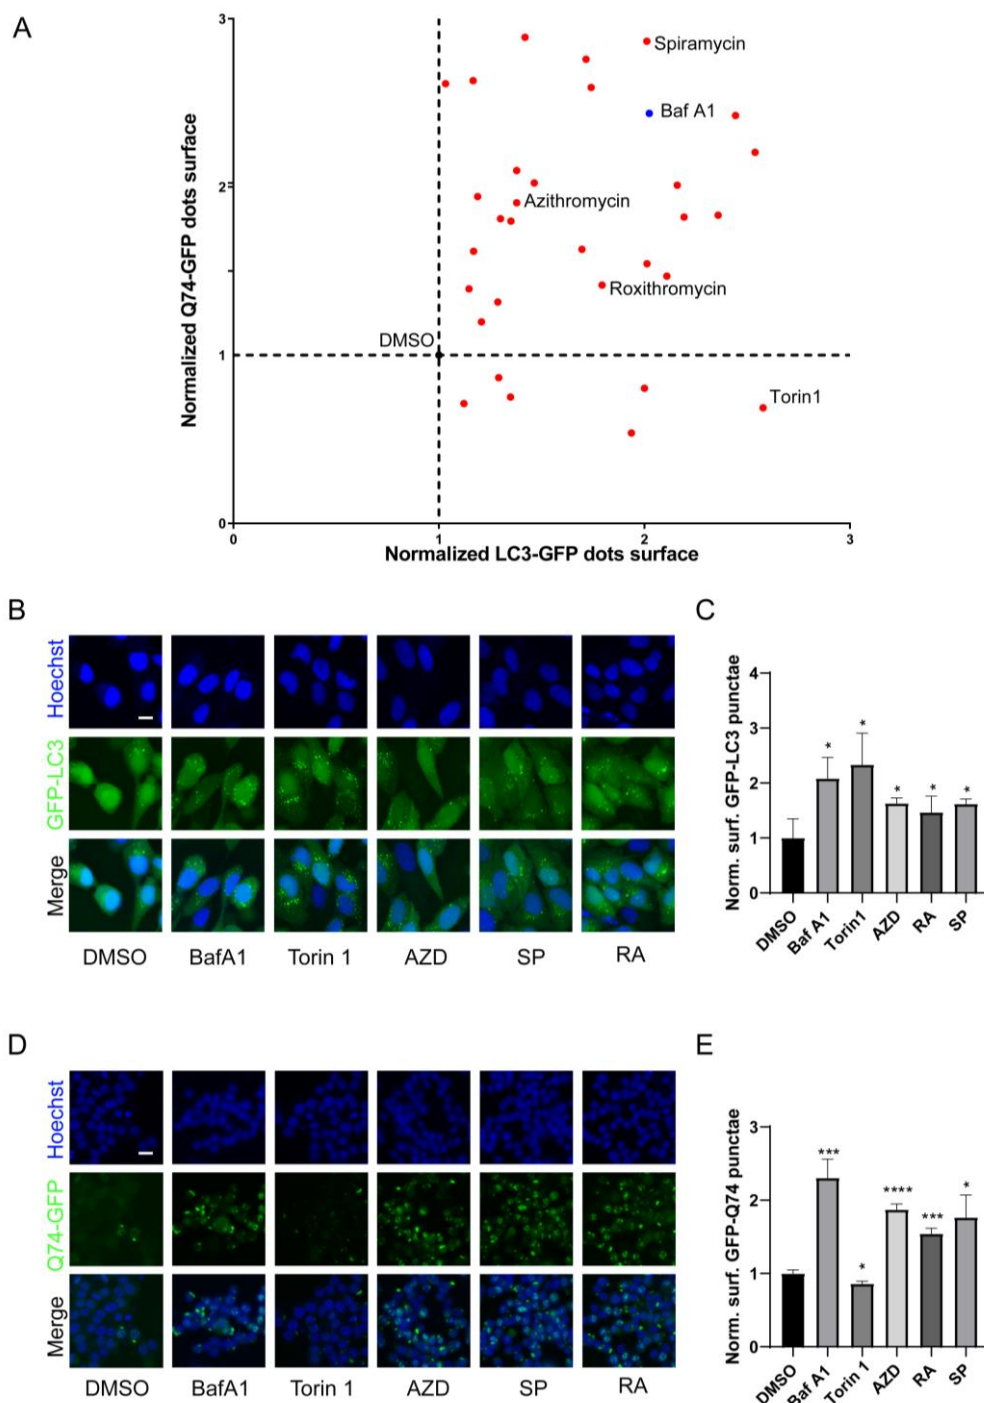 A
Normalized Q74-GFP dots surface
3
2
1
0
0
1
2
3
Spiramycin
Baf A1
Azithromycin
Roxithromycin
DMSO
Torin1
Normalized LC3-GFP dots surface
B
Hoechst
GFP-LC3
Merge
DMSO BafA1 Torin 1 AZD SP RA
C
Norm. surf. GFP-LC3 punctae
4
3
2
1
0
* * * * *
DMSO
Baf A1
Torin1
AZD
RA
SP
D
Hoechst
Q74-GFP
Merge
DMSO BafA1 Torin 1 AZD SP RA
E
Norm. surf. GFP-Q74 punctae
3
2
1
0
*** * **** *** *
DMSO
Baf A1
Torin 1
AZD
RA
SP